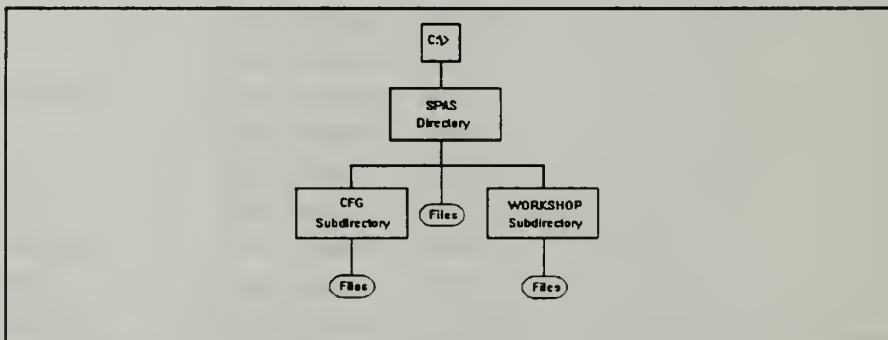 C:\>
SPAS
Directory
CFG
Subdirectory
Files
WORKSHOP
Subdirectory
Files
Files